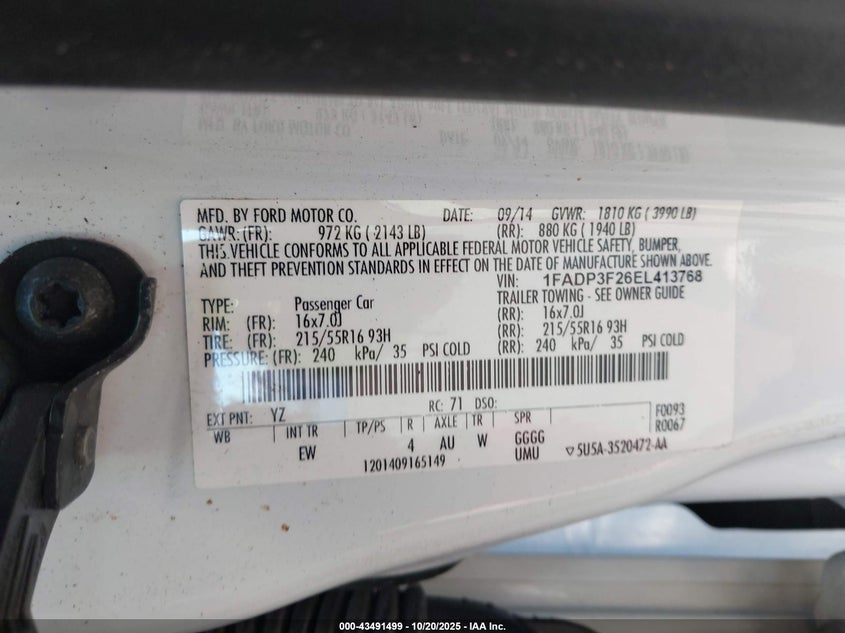 MFD. BY FORD MOTOR CO. DATE: 09/14 GVWR: 1810 KG ( 3990 LB)
GAWR: (FR): 972 KG ( 2143 LB) (RR): 880 KG ( 1940 LB)
THIS VEHICLE CONFORMS TO ALL APPLICABLE FEDERAL MOTOR VEHICLE SAFETY, BUMPER,
AND THEFT PREVENTION STANDARDS IN EFFECT ON THE DATE OF MANUFACTURE SHOWN ABOVE.
VIN: 1FADP3F26EL413768
TYPE: Passenger Car TRAILER TOWING - SEE OWNER GUIDE
RIM: (FR): 16x7.0J (RR): 16x7.0J
TIRE: (FR): 215/55R16 93H (RR): 215/55R16 93H
PRESSURE: (FR): 240 kPa/ 35 PSI COLD (RR): 240 kPa/ 35 PSI COLD
EXT PNT: YZ RC: 71 DSO: F0093
WB INT TR TP/PS R AXLE TR SPR R0067
EW 4 AU W GGGG
1201409165149 UMU ▽5U5A-3520472-AA
000-43491499 - 10/20/2025 - IAA Inc.